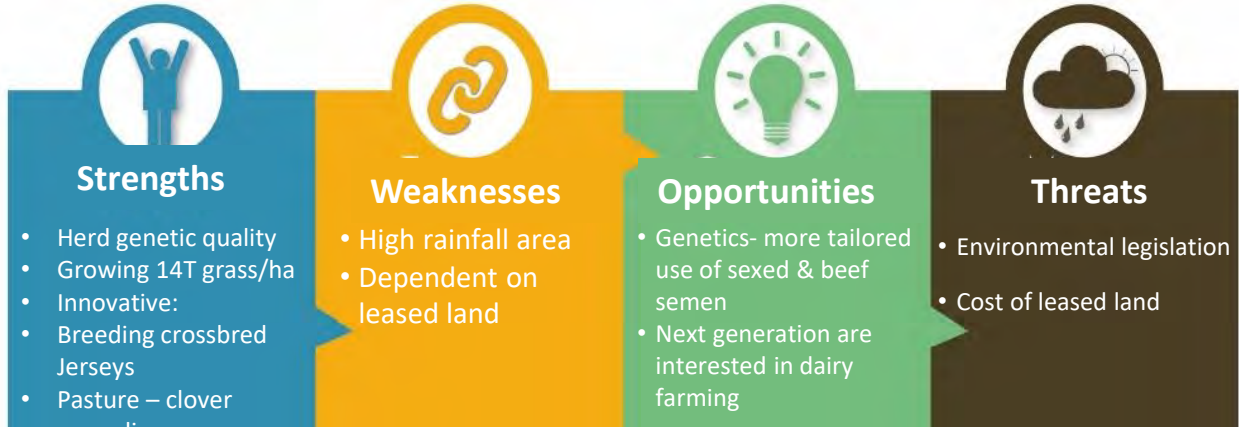 Strengths
• Herd genetic quality
• Growing 14T grass/ha
• Innovative:
• Breeding crossbred
Jerseys
• Pasture – clover
Weaknesses
• High rainfall area
• Dependent on
leased land
Opportunities
• Genetics- more tailored
use of sexed & beef
semen
• Next generation are
interested in dairy
farming
Threats
• Environmental legislation
• Cost of leased land